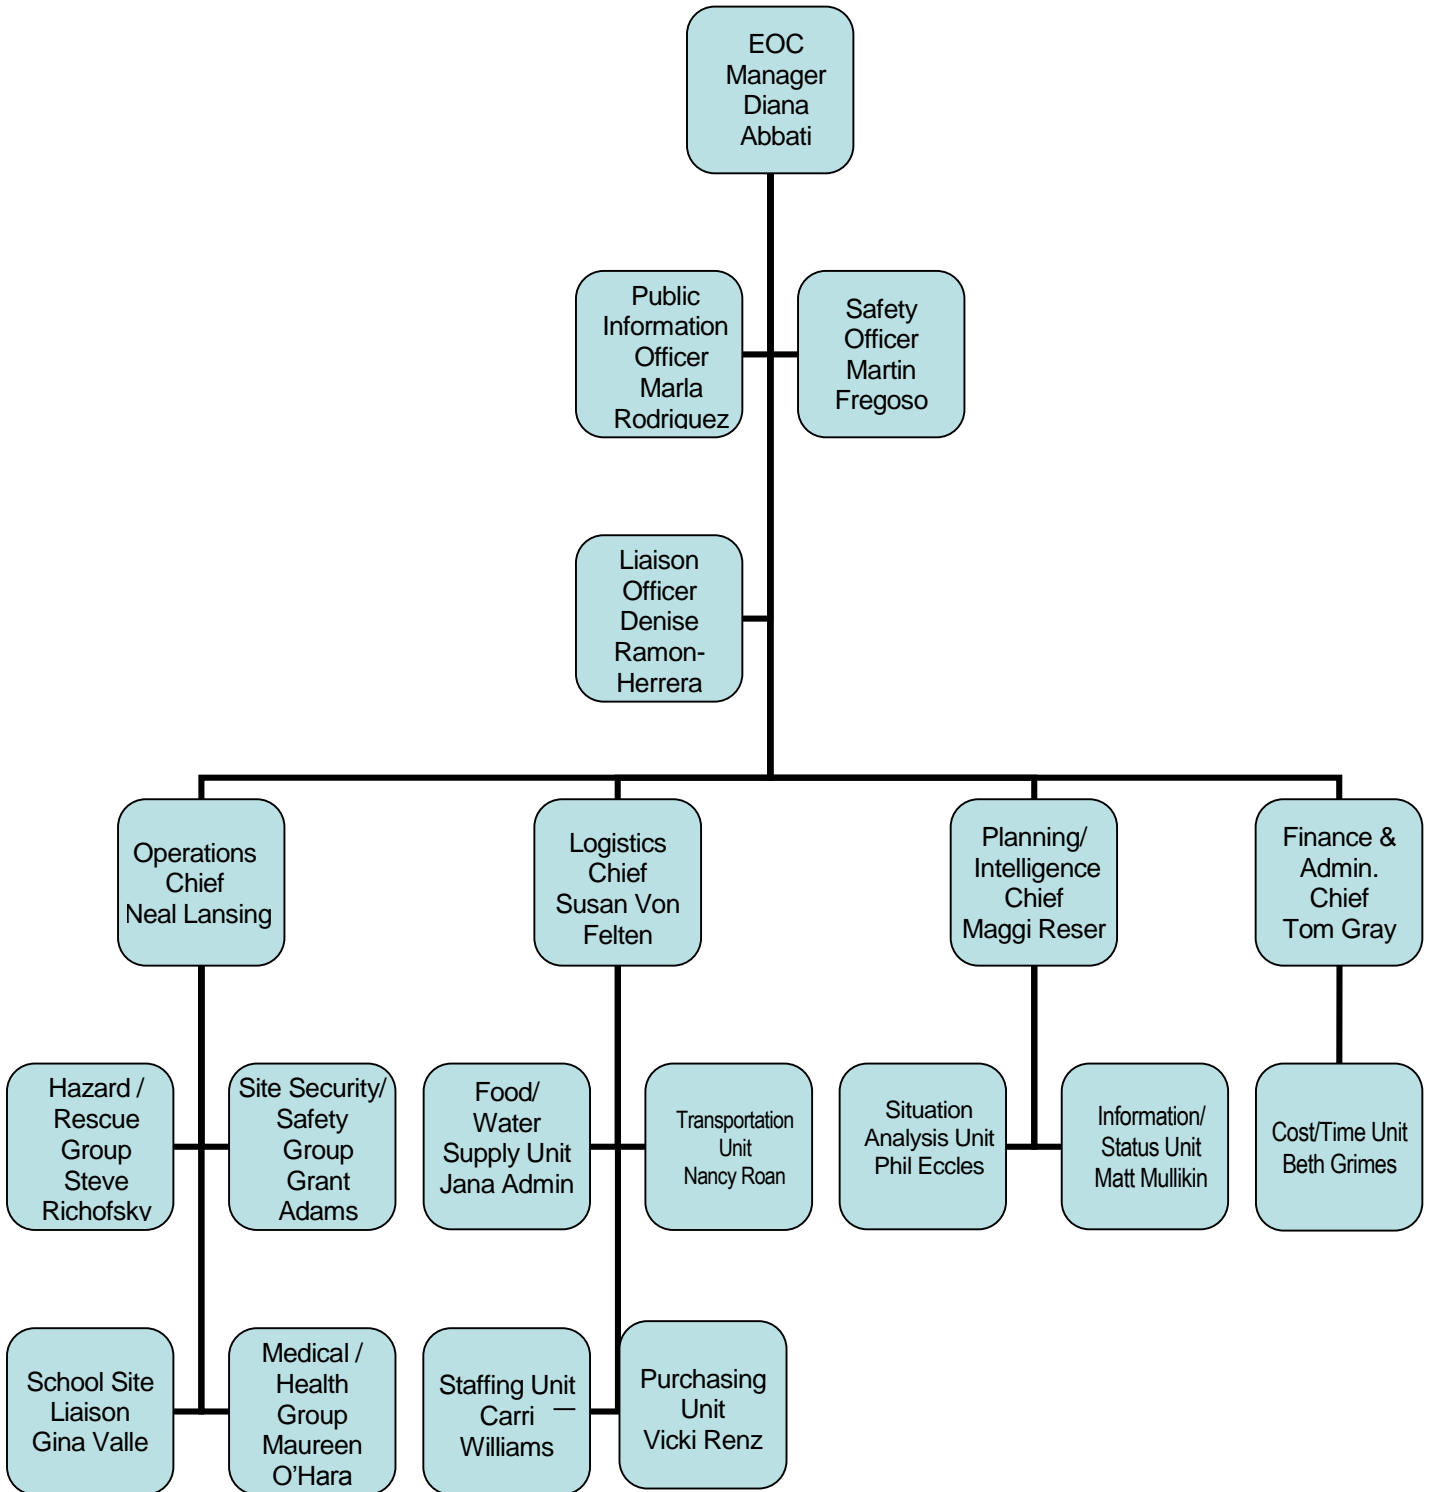 EOC
Manager
Diana
Abbati
Public
Information
Officer
Marla
Rodriguez
Safety
Officer
Martin
Fregoso
Liaison
Officer
Denise
Ramon-
Herrera
Operations
Chief
Neal Lansing
Logistics
Chief
Susan Von
Felten
Planning/
Intelligence
Chief
Maggi Reser
Finance &
Admin.
Chief
Tom Gray
Hazard /
Rescue
Group
Steve
Richofsky
Site Security/
Safety
Group
Grant
Adams
Food/
Water
Supply Unit
Jana Admin
Transportation
Unit
Nancy Roan
Situation
Analysis Unit
Phil Eccles
Information/
Status Unit
Matt Mullikin
Cost/Time Unit
Beth Grimes
School Site
Liaison
Gina Valle
Medical /
Health
Group
Maureen
O'Hara
Staffing Unit
Carri —
Williams
Purchasing
Unit
Vicki Renz